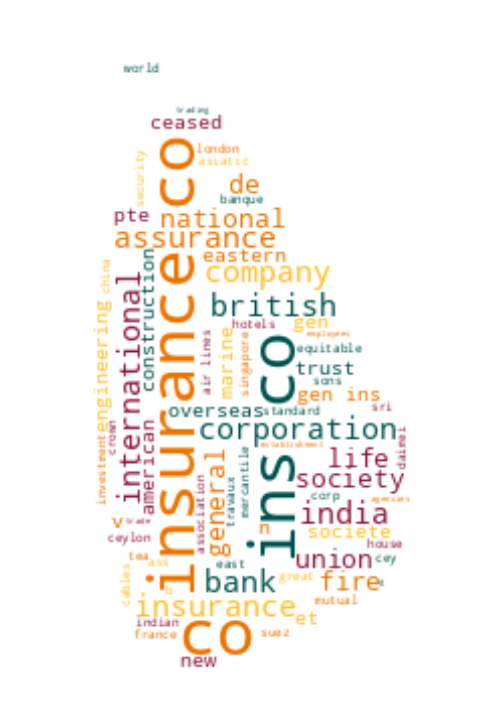 world
trading
ceased
insurance co
london
asiatic
security
de
banque
pte
national
assurance
eastern
company
construction
china
international
british
hotels
gen
employees
engineering
air lines
marine
singapore
ins co
equitable
trust
sons
gen ins
overseas
standard
sri
crown
american
corporation
establishment
life
daimei
investment
society
general
mercantile
association
travaux
corp
agencies
india
v
trade
n
societe
ceylon
house
tea
ass
east
union
cey
cables
bank
great
fire
insurance
mutual
et
indian
france
co
suez
new